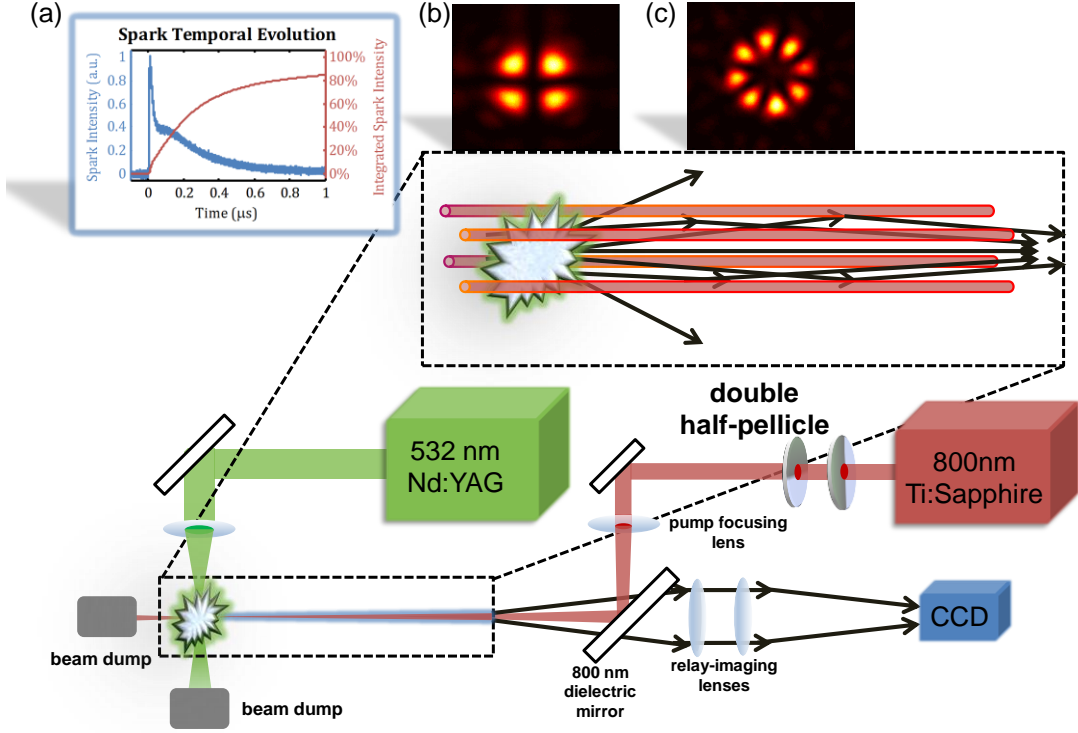 (a)
Spark Temporal Evolution
Spark Intensity (a.u.)
1
0.8
0.6
0.4
0.2
0
100%
80%
60%
40%
20%
0%
Integrated Spark Intensity
0 0.2 0.4 0.6 0.8 1
Time (μs)
(b)
(c)
double
half-pellicle
532 nm
Nd:YAG
800nm
Ti:Sapphire
pump focusing
lens
beam dump
beam dump
800 nm
dielectric
mirror
relay-imaging
lenses
CCD